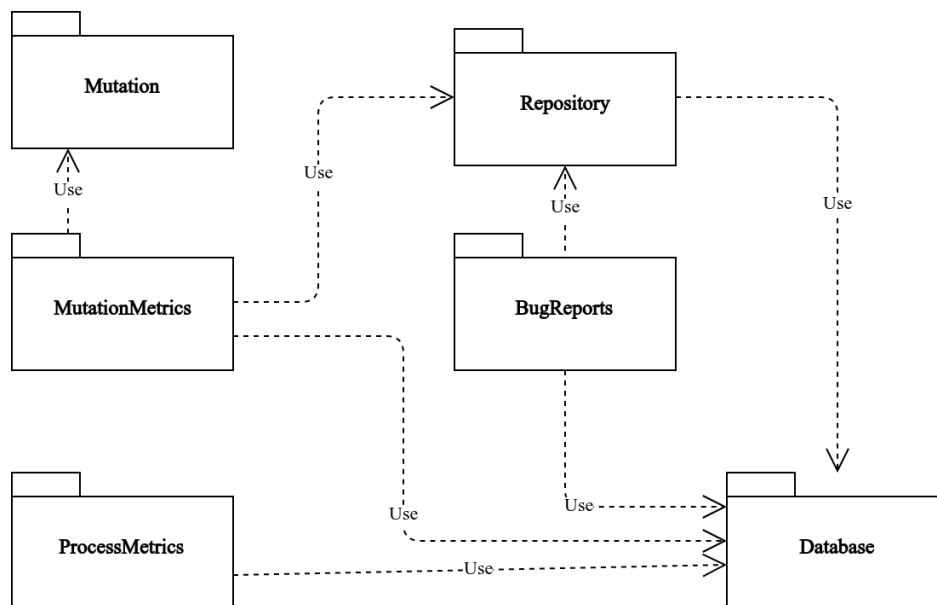 Mutation
Repository
Use
Use
Use
Use
MutationMetrics
BugReports
Use
Use
ProcessMetrics
Database
Use